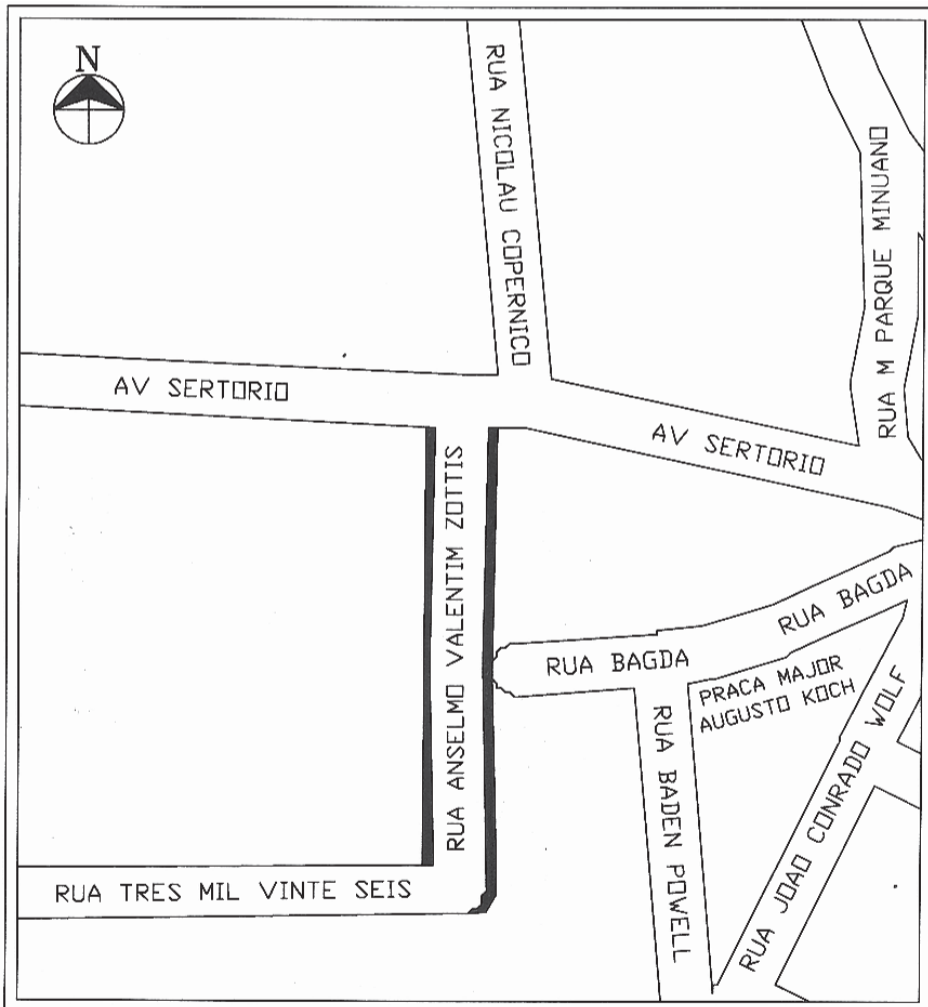 N
RUA NICOLAU COPERNICO
RUA M PARQUE MINUANO
AV SERTORIO
AV SERTORIO
RUA ANSELMO VALENTIM ZOTTIS
RUA BAGDA
RUA BAGDA
PRACA MAJOR
AUGUSTO KOCH
RUA BADEN POWELL
RUA JOAO CONRADO WOLF
RUA TRES MIL VINTE SEIS